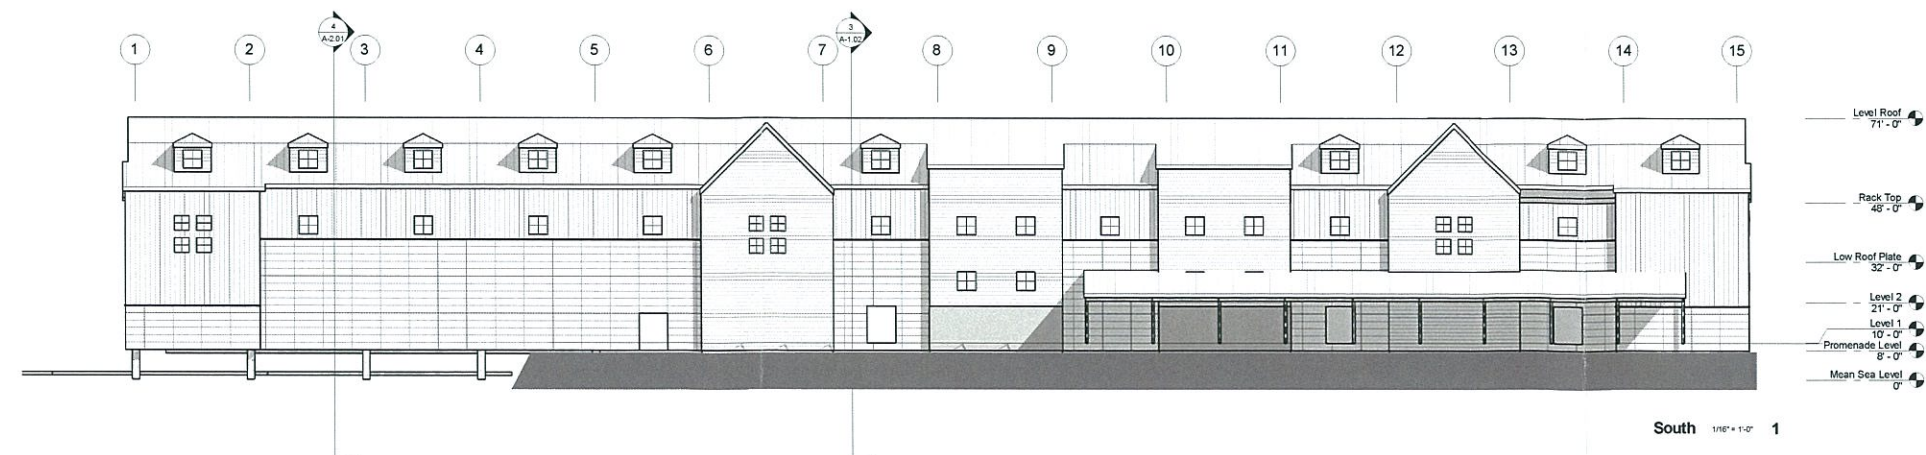 4
A-2.01
3
A-1.02
1 2 3 4 5 6 7 8 9 10 11 12 13 14 15
Level Roof
71' - 0"
Rack Top
48' - 0"
Low Roof Plate
32' - 0"
Level 2
21' - 0"
Level 1
10' - 0"
Promenade Level
8' - 0"
Mean Sea Level
0"
South 1/16" = 1'-0" 1